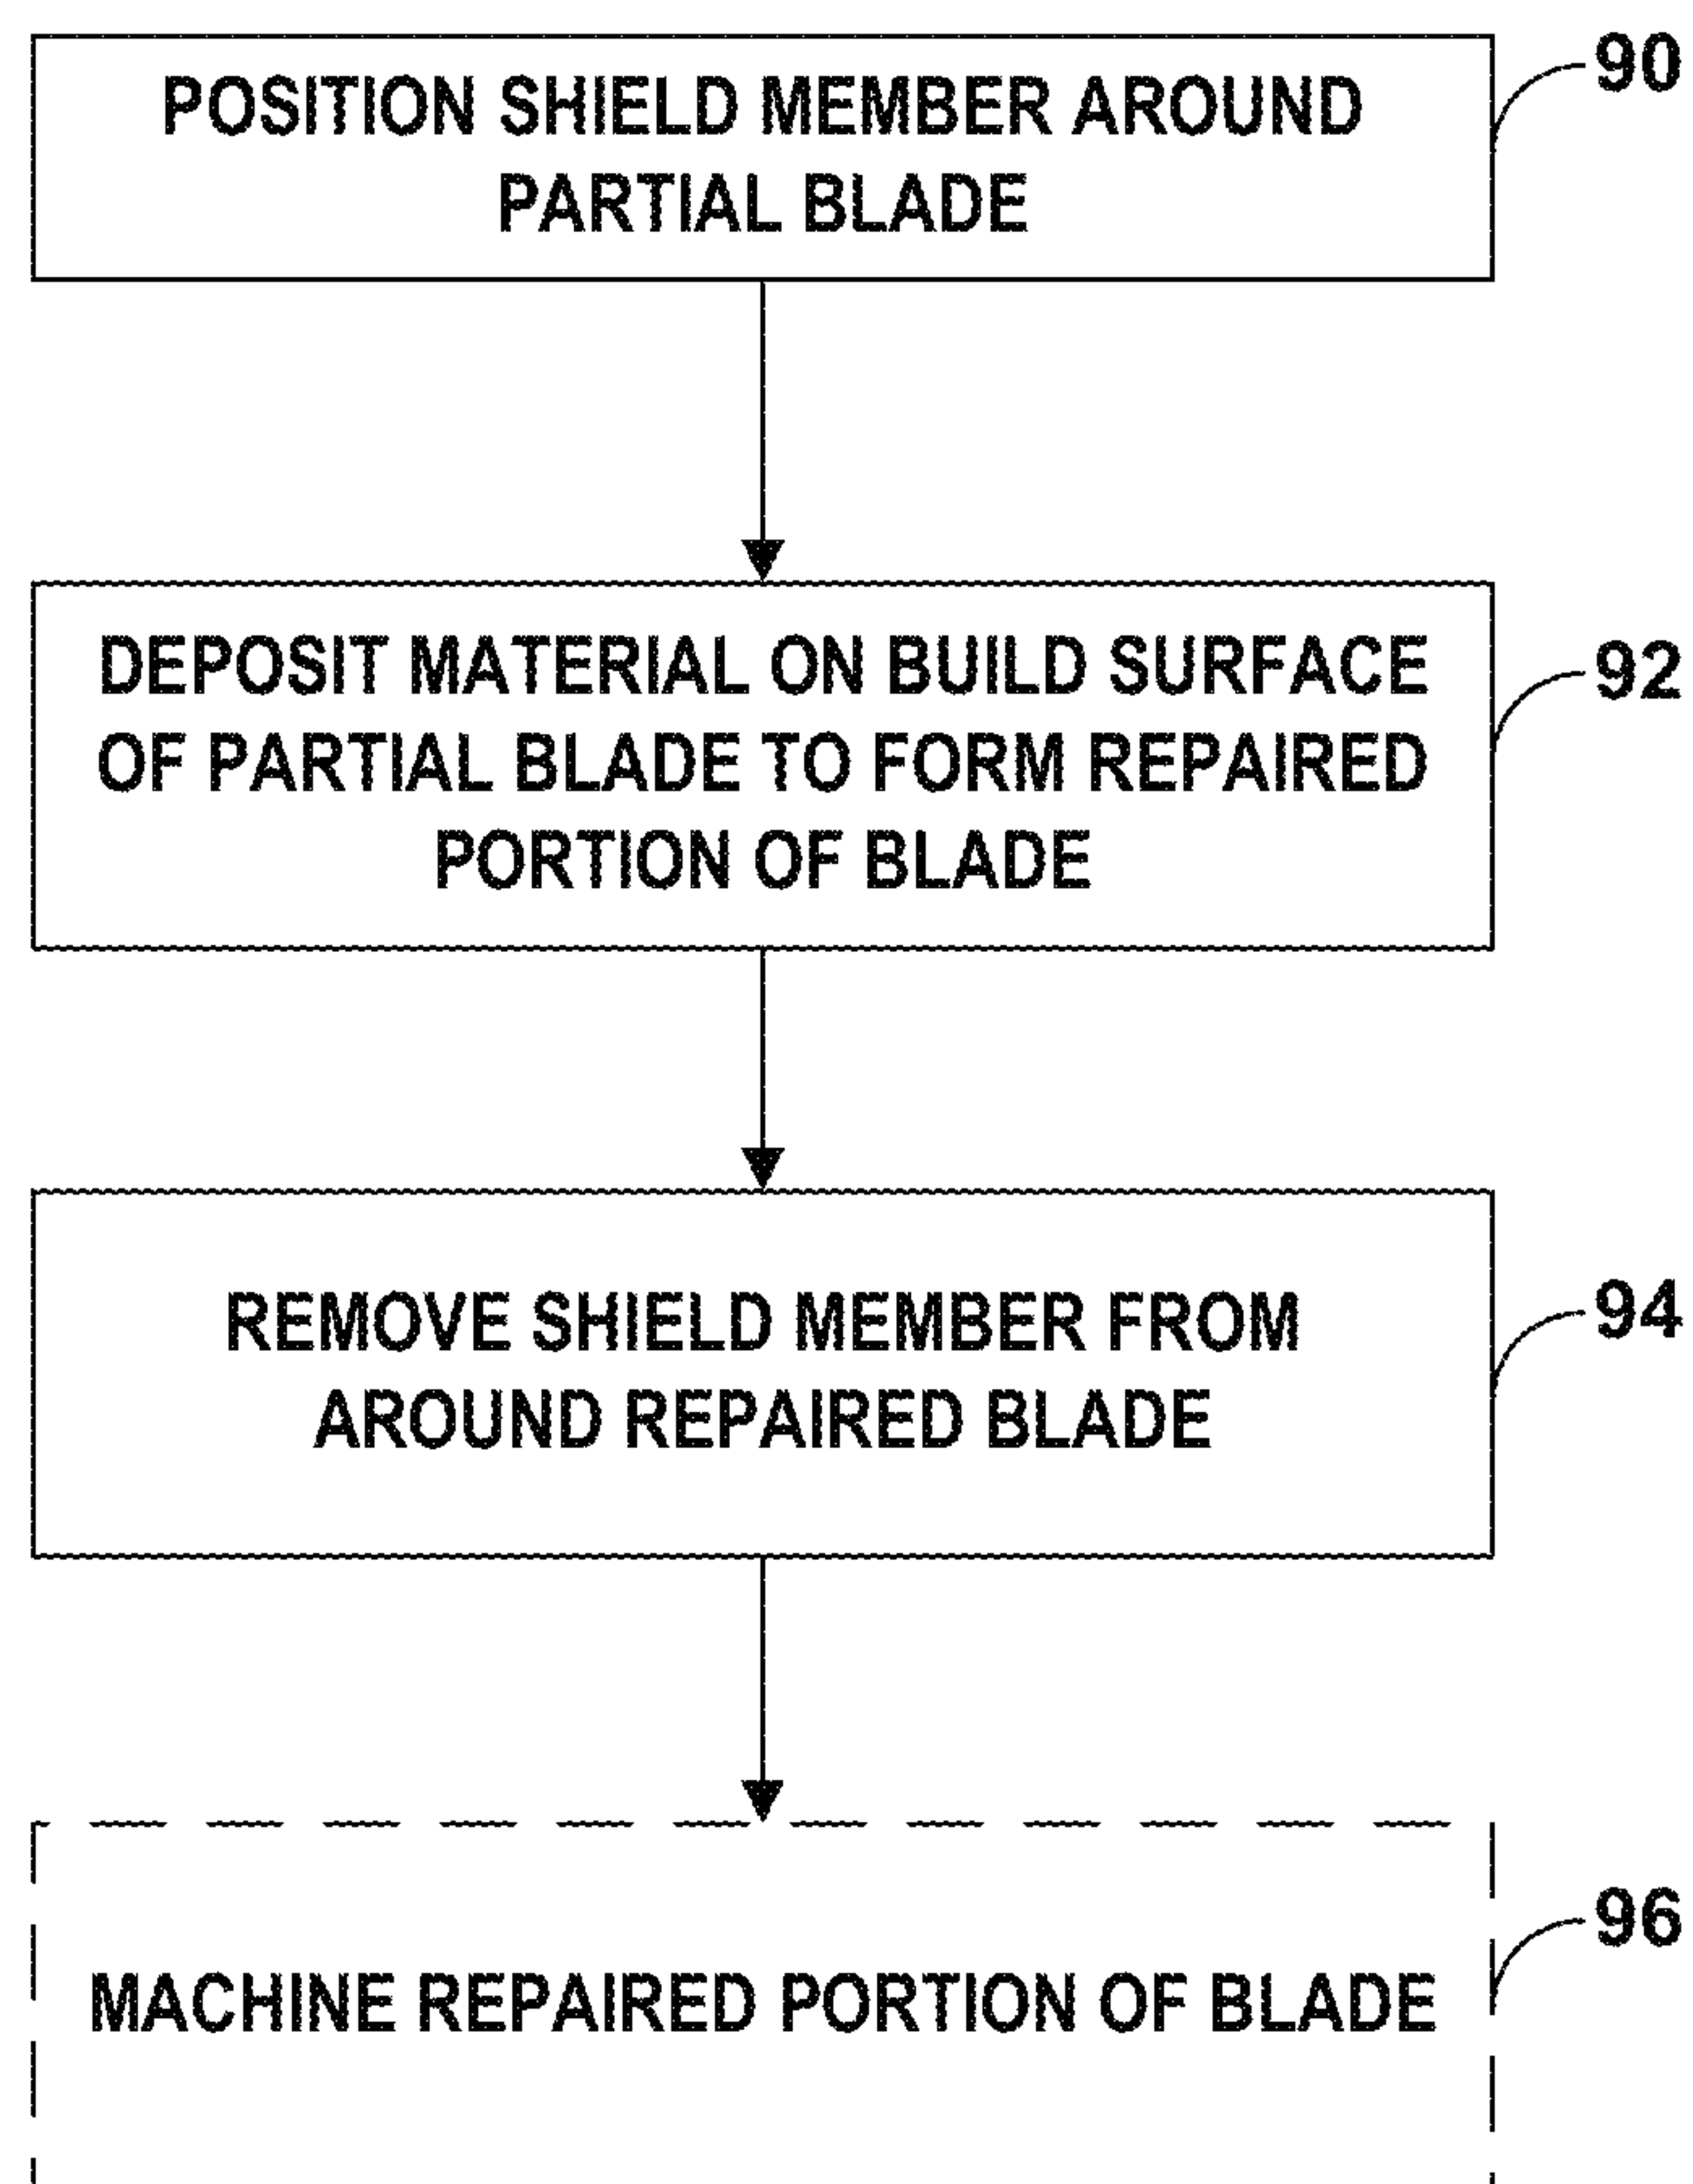 POSITION SHIELD MEMBER AROUND
PARTIAL BLADE
90
DEPOSIT MATERIAL ON BUILD SURFACE
OF PARTIAL BLADE TO FORM REPAIRED
PORTION OF BLADE
92
REMOVE SHIELD MEMBER FROM
AROUND REPAIRED BLADE
94
MACHINE REPAIRED PORTION OF BLADE
96